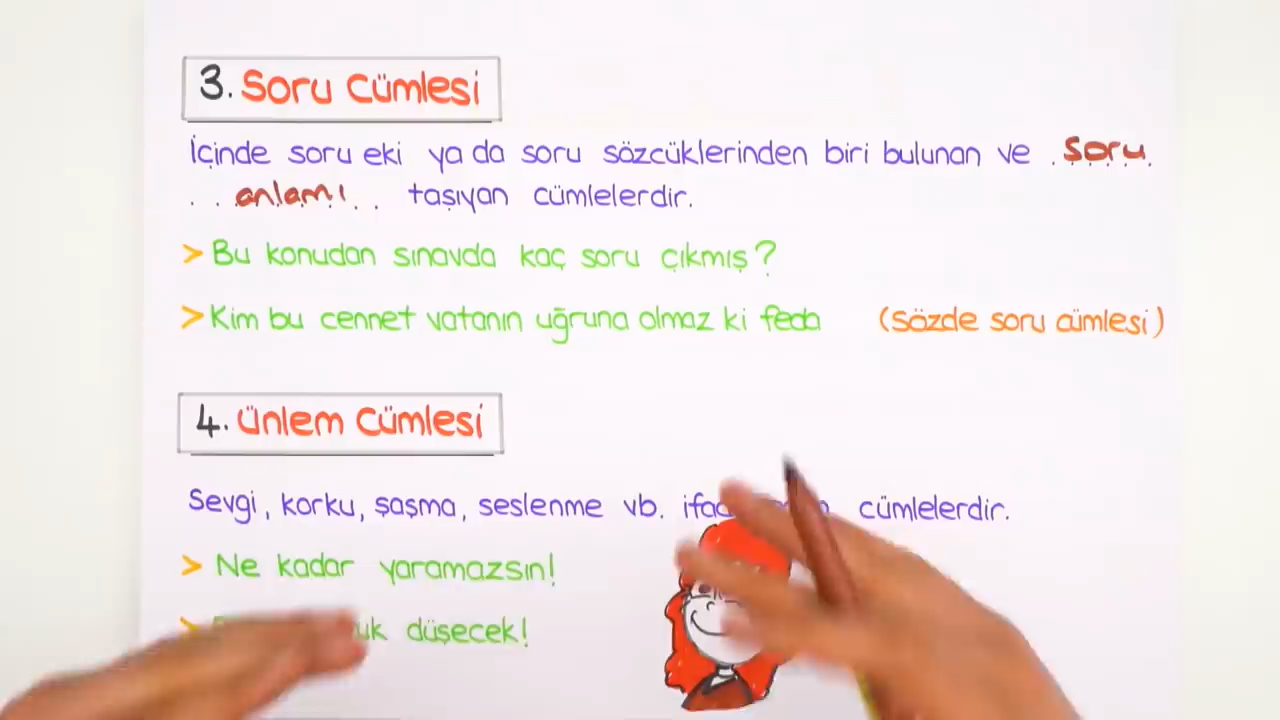 3. Soru Cümlesi
İçinde soru eki ya da soru sözcüklerinden biri bulunan ve . soru .
. . anlamı . . taşıyan cümlelerdir.
> Bu konudan sınavda kaç soru çıkmış?
> Kim bu cennet vatanın uğruna olmaz ki feda (Sözde soru cümlesi)
4. Ünlem Cümlesi
Sevgi, korku, şaşma, seslenme vb. cümlelerdir.
> Ne kadar yaramazsın!
> düşecek!